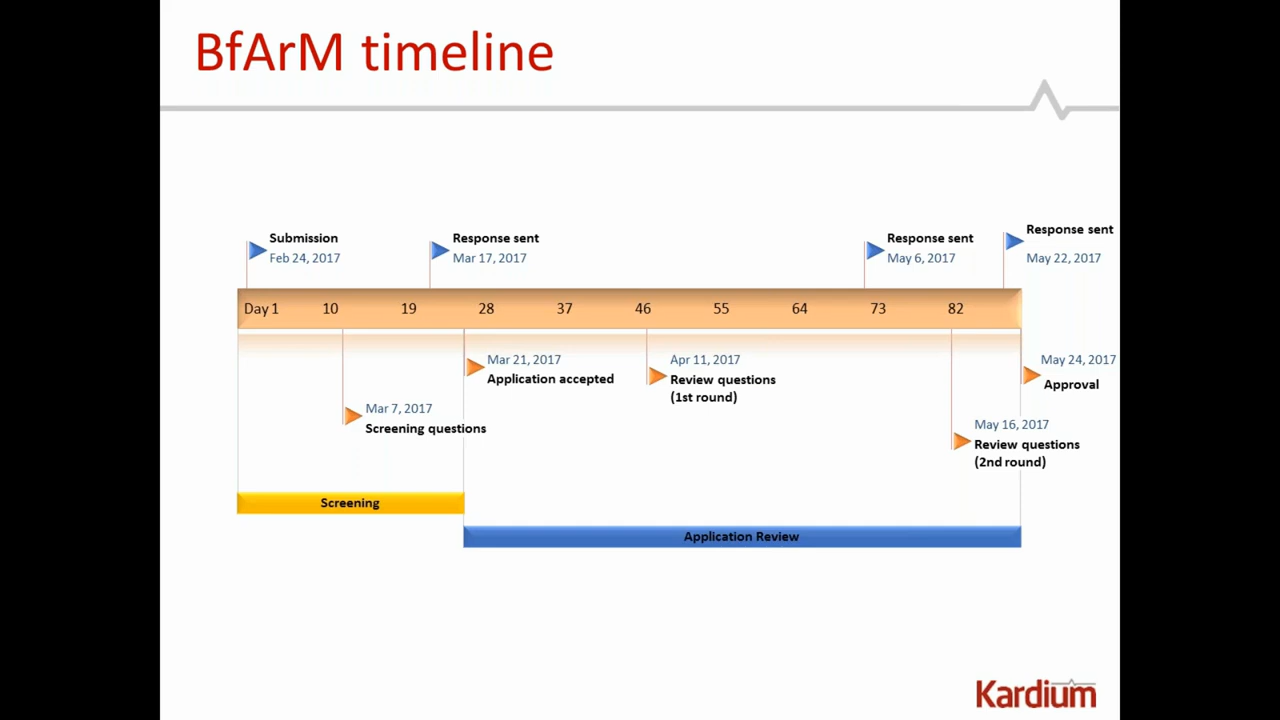 BfArM timeline
Submission
Feb 24, 2017
Response sent
Mar 17, 2017
Response sent
May 6, 2017
Response sent
May 22, 2017
Day 1 10 19 28 37 46 55 64 73 82
Mar 21, 2017
Application accepted
Apr 11, 2017
Review questions
(1st round)
May 24, 2017
Approval
Mar 7, 2017
Screening questions
May 16, 2017
Review questions
(2nd round)
Screening
Application Review
Kardium